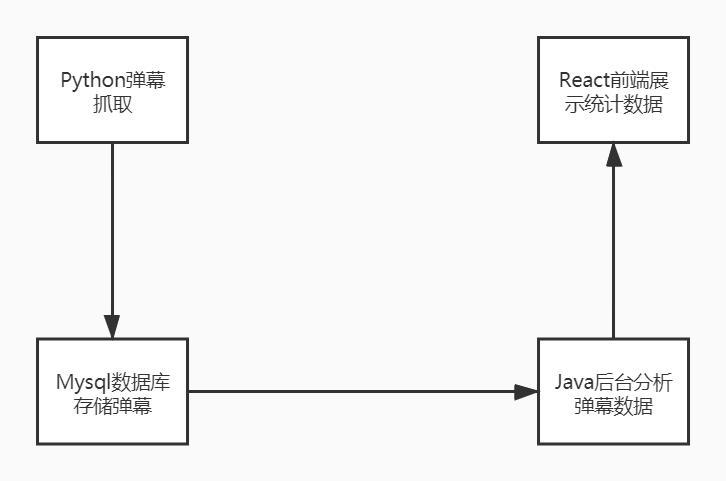 Python弹幕
抓取
React前端展
示统计数据
Mysql数据库
存储弹幕
Java后台分析
弹幕数据